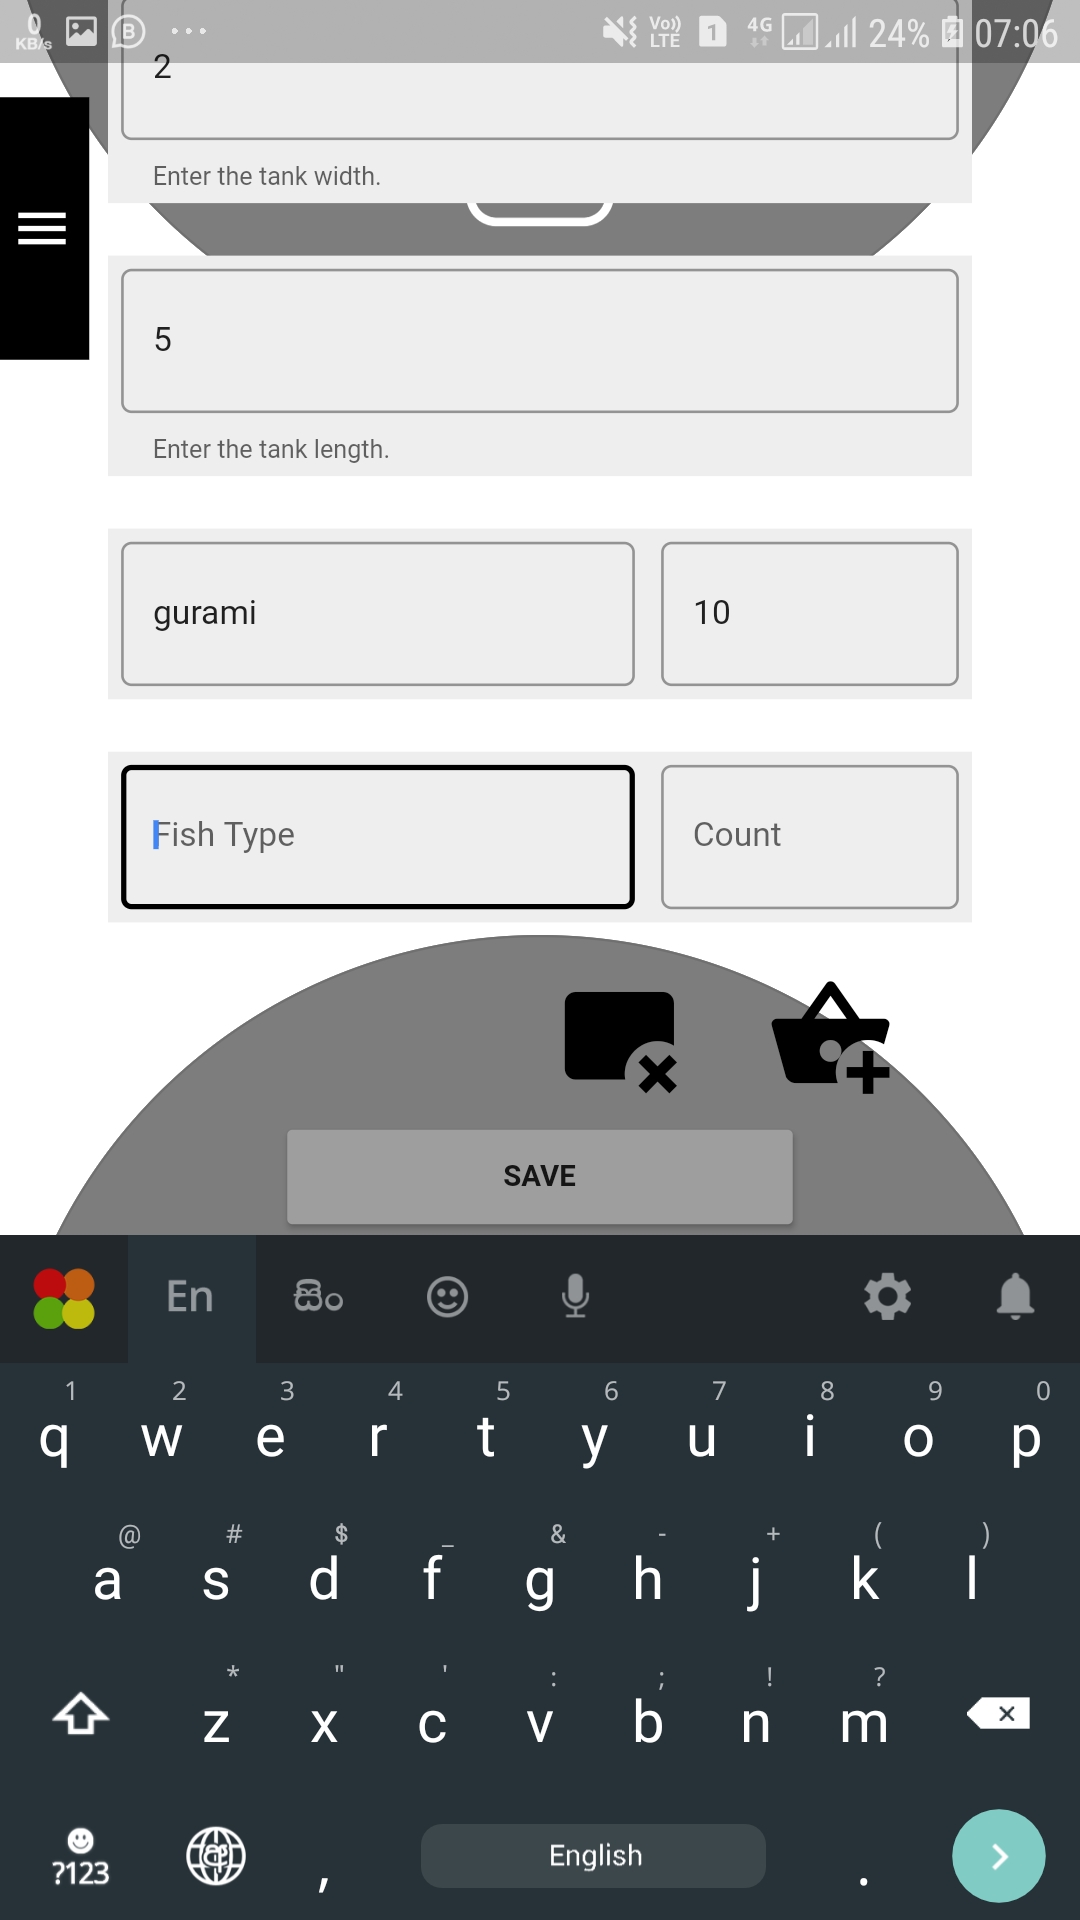 0
KB/s
B
Vo))
LTE
1
4G
24%
07:06
2
Enter the tank width.
5
Enter the tank length.
gurami
10
Fish Type
Count
SAVE
En
සිං
1 2 3 4 5 6 7 8 9 0
q w e r t y u i o p
@ # $ _ & - + ( )
a s d f g h j k l
* " ' : ; ! ?
z x c v b n m
?123
,
English
.